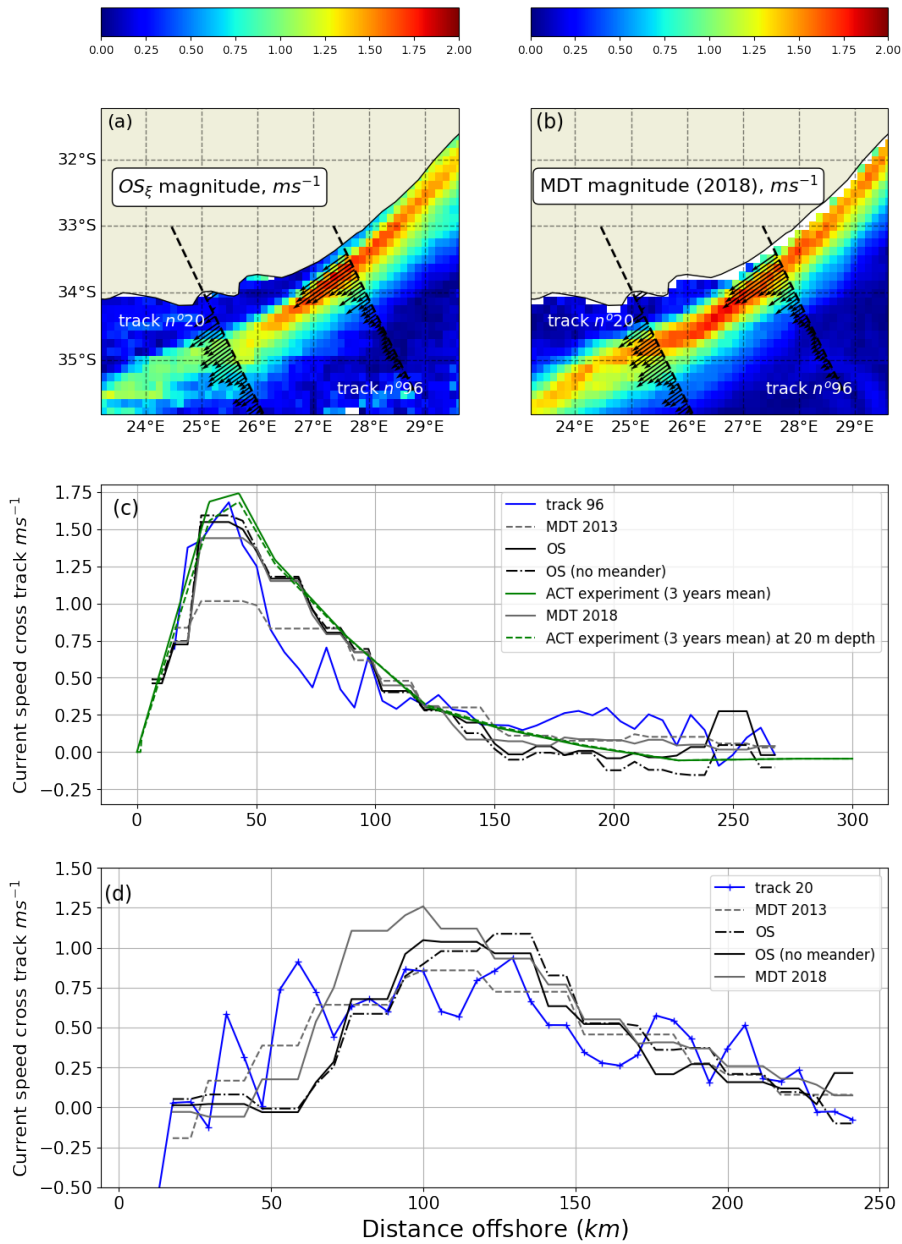 0.00 0.25 0.50 0.75 1.00 1.25 1.50 1.75 2.00
0.00 0.25 0.50 0.75 1.00 1.25 1.50 1.75 2.00
(a)
32°S
OSξ magnitude, ms⁻¹
33°S
34°S
track n°20
35°S
track n°96
24°E 25°E 26°E 27°E 28°E 29°E
(b)
MDT magnitude (2018), ms⁻¹
track n°20
track n°96
24°E 25°E 26°E 27°E 28°E 29°E
(c)
Current speed cross track ms⁻¹
1.75
1.50
1.25
1.00
0.75
0.50
0.25
0.00
−0.25
track 96
MDT 2013
OS
OS (no meander)
ACT experiment (3 years mean)
MDT 2018
ACT experiment (3 years mean) at 20 m depth
0 50 100 150 200 250 300
(d)
Current speed cross track ms⁻¹
1.50
1.25
1.00
0.75
0.50
0.25
0.00
−0.25
−0.50
track 20
MDT 2013
OS
OS (no meander)
MDT 2018
0 50 100 150 200 250
Distance offshore (km)